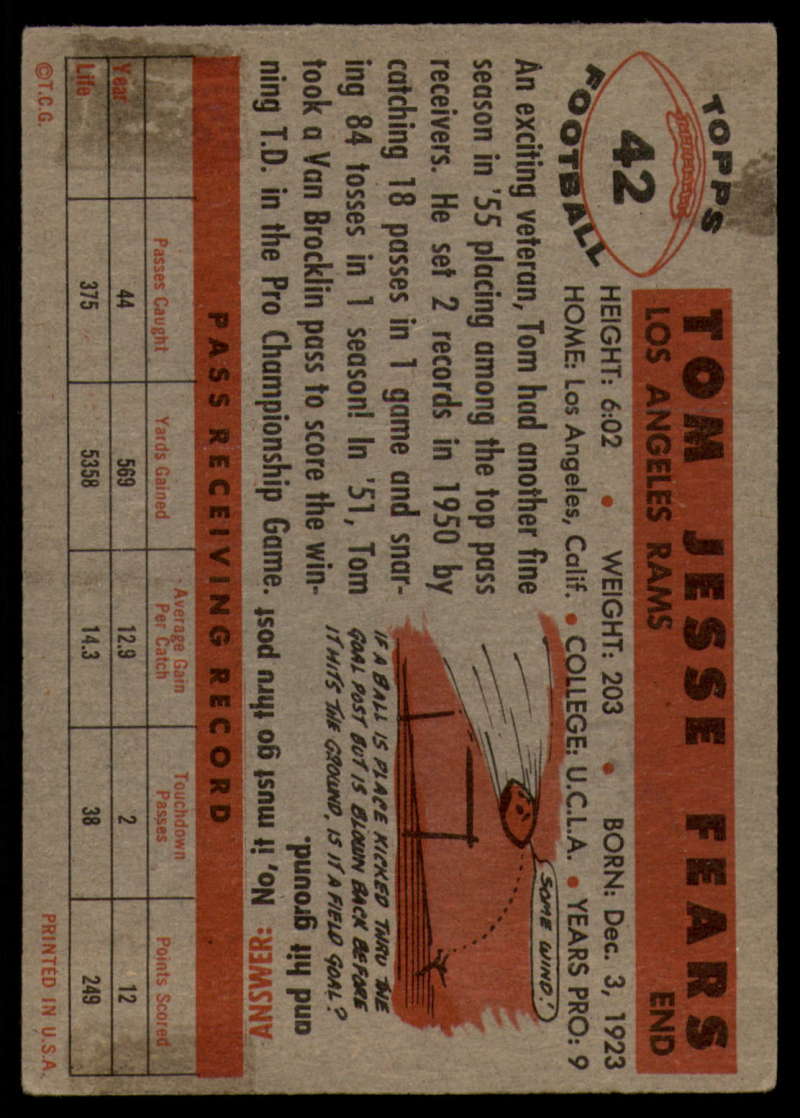 TOPPS
42
FOOTBALL
TOM JESSE FEARS
LOS ANGELES RAMS END
HEIGHT: 6:02 • WEIGHT: 203 • BORN: Dec. 3, 1923
HOME: Los Angeles, Calif. • COLLEGE: U.C.L.A. • YEARS PRO: 9
An exciting veteran, Tom had another fine
season in '55 placing among the top pass
receivers. He set 2 records in 1950 by
catching 18 passes in 1 game and snar-
ing 84 tosses in 1 season! In '51, Tom
took a Van Brocklin pass to score the win-
ning T.D. in the Pro Championship Game.
SOME WIND!
IF A BALL IS PLACE KICKED THRU THE
GOAL POST BUT IS BLOWN BACK BEFORE
IT HITS THE GROUND, IS IT A FIELD GOAL?
ANSWER: No, it must go thru post
and hit ground.
PASS RECEIVING RECORD
Passes Caught Yards Gained Average Gain Per Catch Touchdown Passes Points Scored
Year 44 569 12.9 2 12
Life 375 5358 14.3 38 249
©T.C.G. PRINTED IN U.S.A.